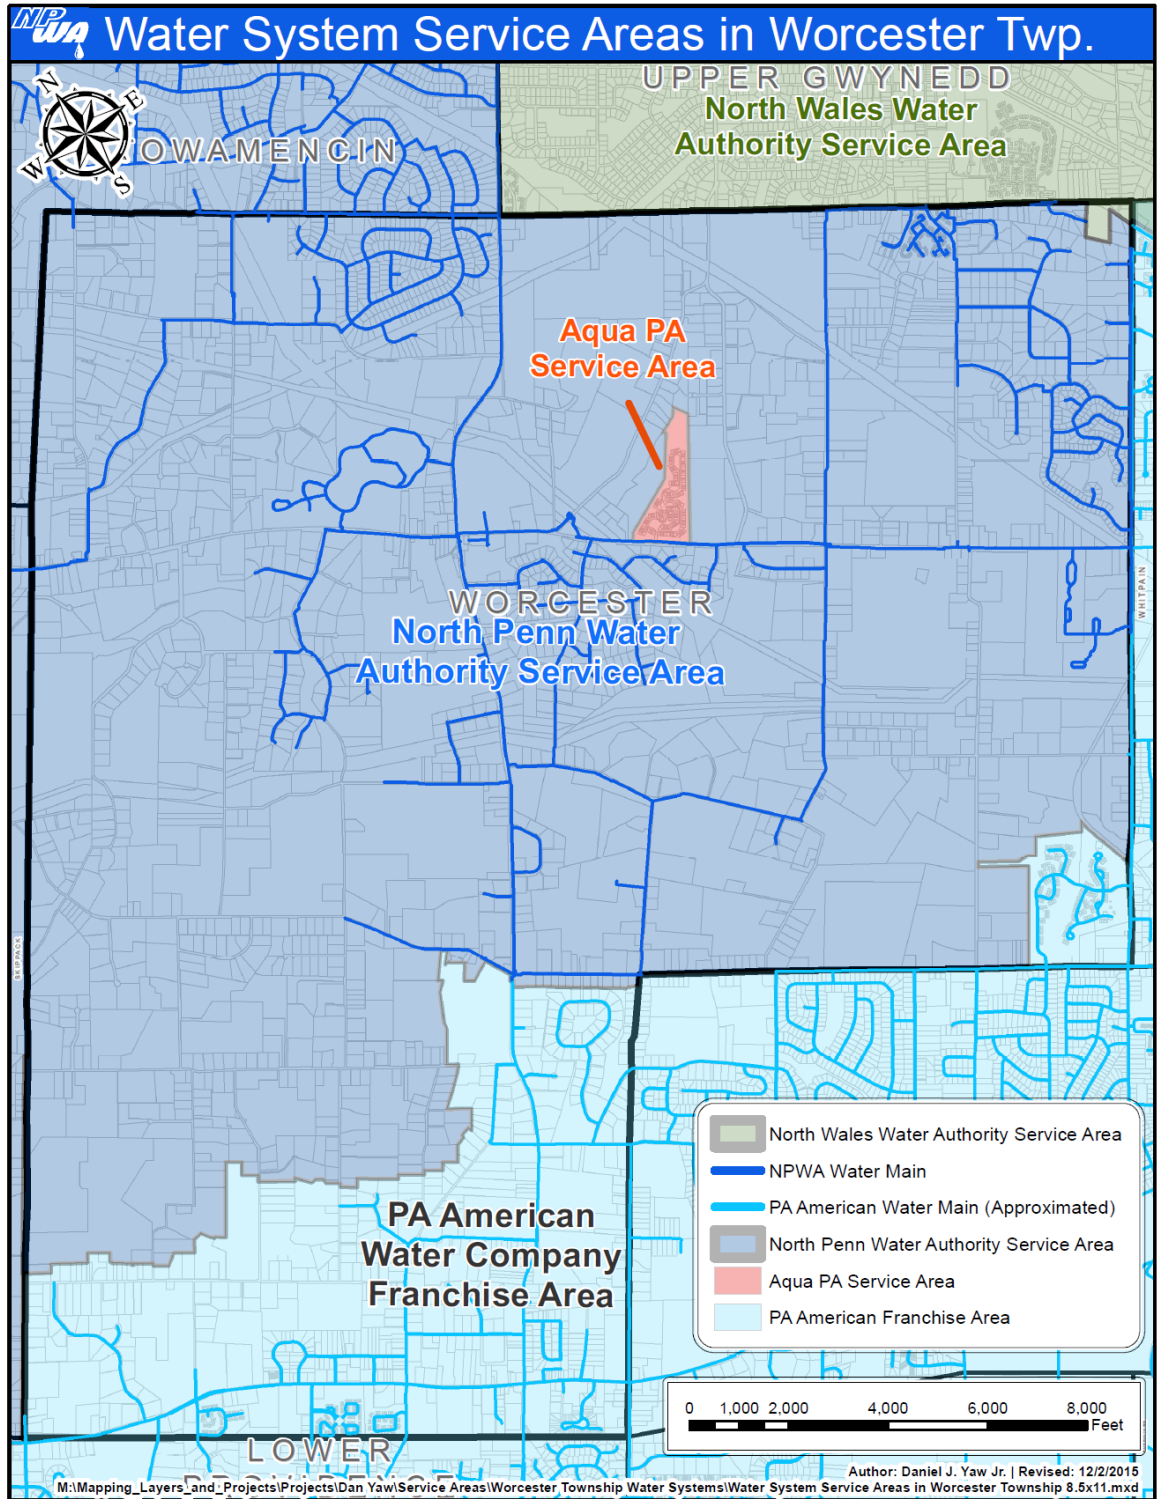 NPWA Water System Service Areas in Worcester Twp.
UPPER GWYNEDD
North Wales Water
Authority Service Area
N
E
W
S
OWAMENCIN
Aqua PA
Service Area
WORCESTER
North Penn Water
Authority Service Area
WHITPAIN
SKIPPACK
PA American
Water Company
Franchise Area
North Wales Water Authority Service Area
NPWA Water Main
PA American Water Main (Approximated)
North Penn Water Authority Service Area
Aqua PA Service Area
PA American Franchise Area
0 1,000 2,000 4,000 6,000 8,000
Feet
LOWER
PROVIDENCE
Author: Daniel J. Yaw Jr. | Revised: 12/2/2015
M:\Mapping_Layers_and_Projects\Projects\Dan Yaw\Service Areas\Worcester Township Water Systems\Water System Service Areas in Worcester Township 8.5x11.mxd